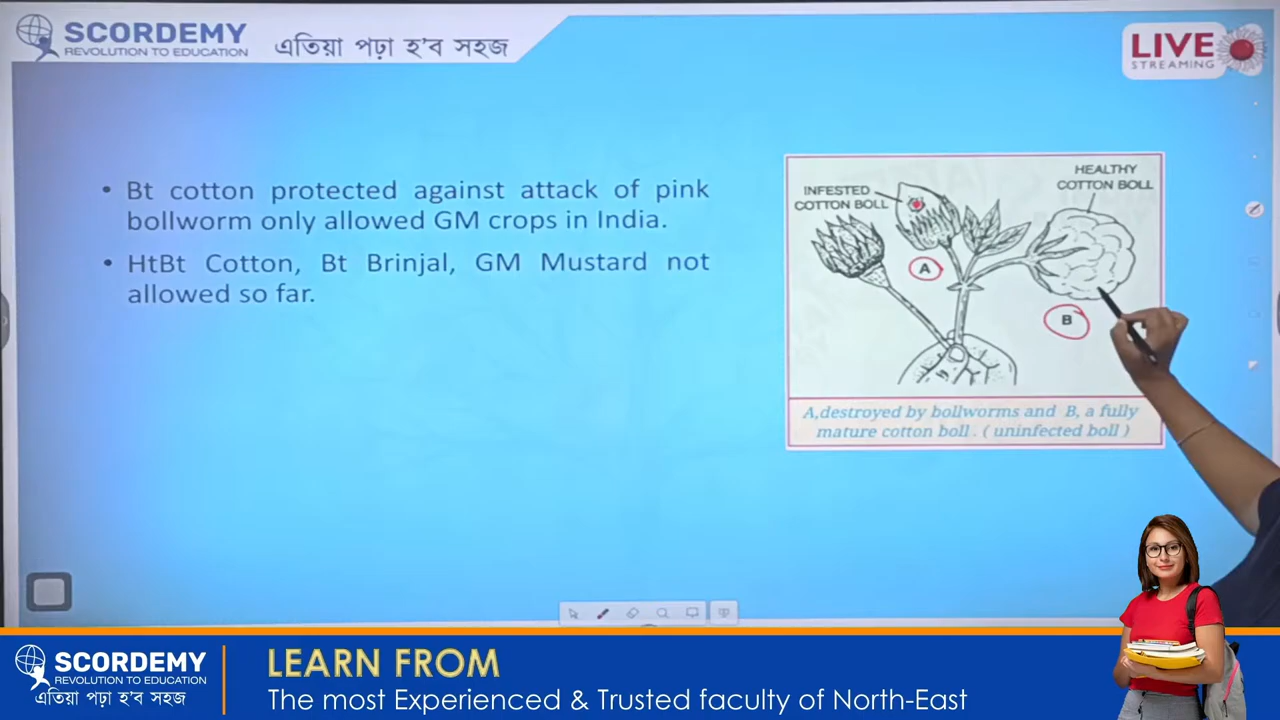 SCORDEMY
REVOLUTION TO EDUCATION
এতিয়া পঢ়া হ'ব সহজ
LIVE
STREAMING
• Bt cotton protected against attack of pink
bollworm only allowed GM crops in India.
• HtBt Cotton, Bt Brinjal, GM Mustard not
allowed so far.
INFESTED
COTTON BOLL
HEALTHY
COTTON BOLL
A
B
A,destroyed by bollworms and B, a fully
mature cotton boll . ( uninfected boll )
SCORDEMY
REVOLUTION TO EDUCATION
এতিয়া পঢ়া হ'ব সহজ
LEARN FROM
The most Experienced & Trusted faculty of North-East